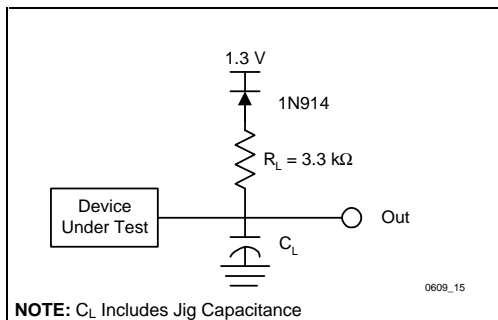 1.3 V
1N914
R_L = 3.3 kΩ
Device
Under Test
Out
C_L
0609_15
NOTE: C_L Includes Jig Capacitance